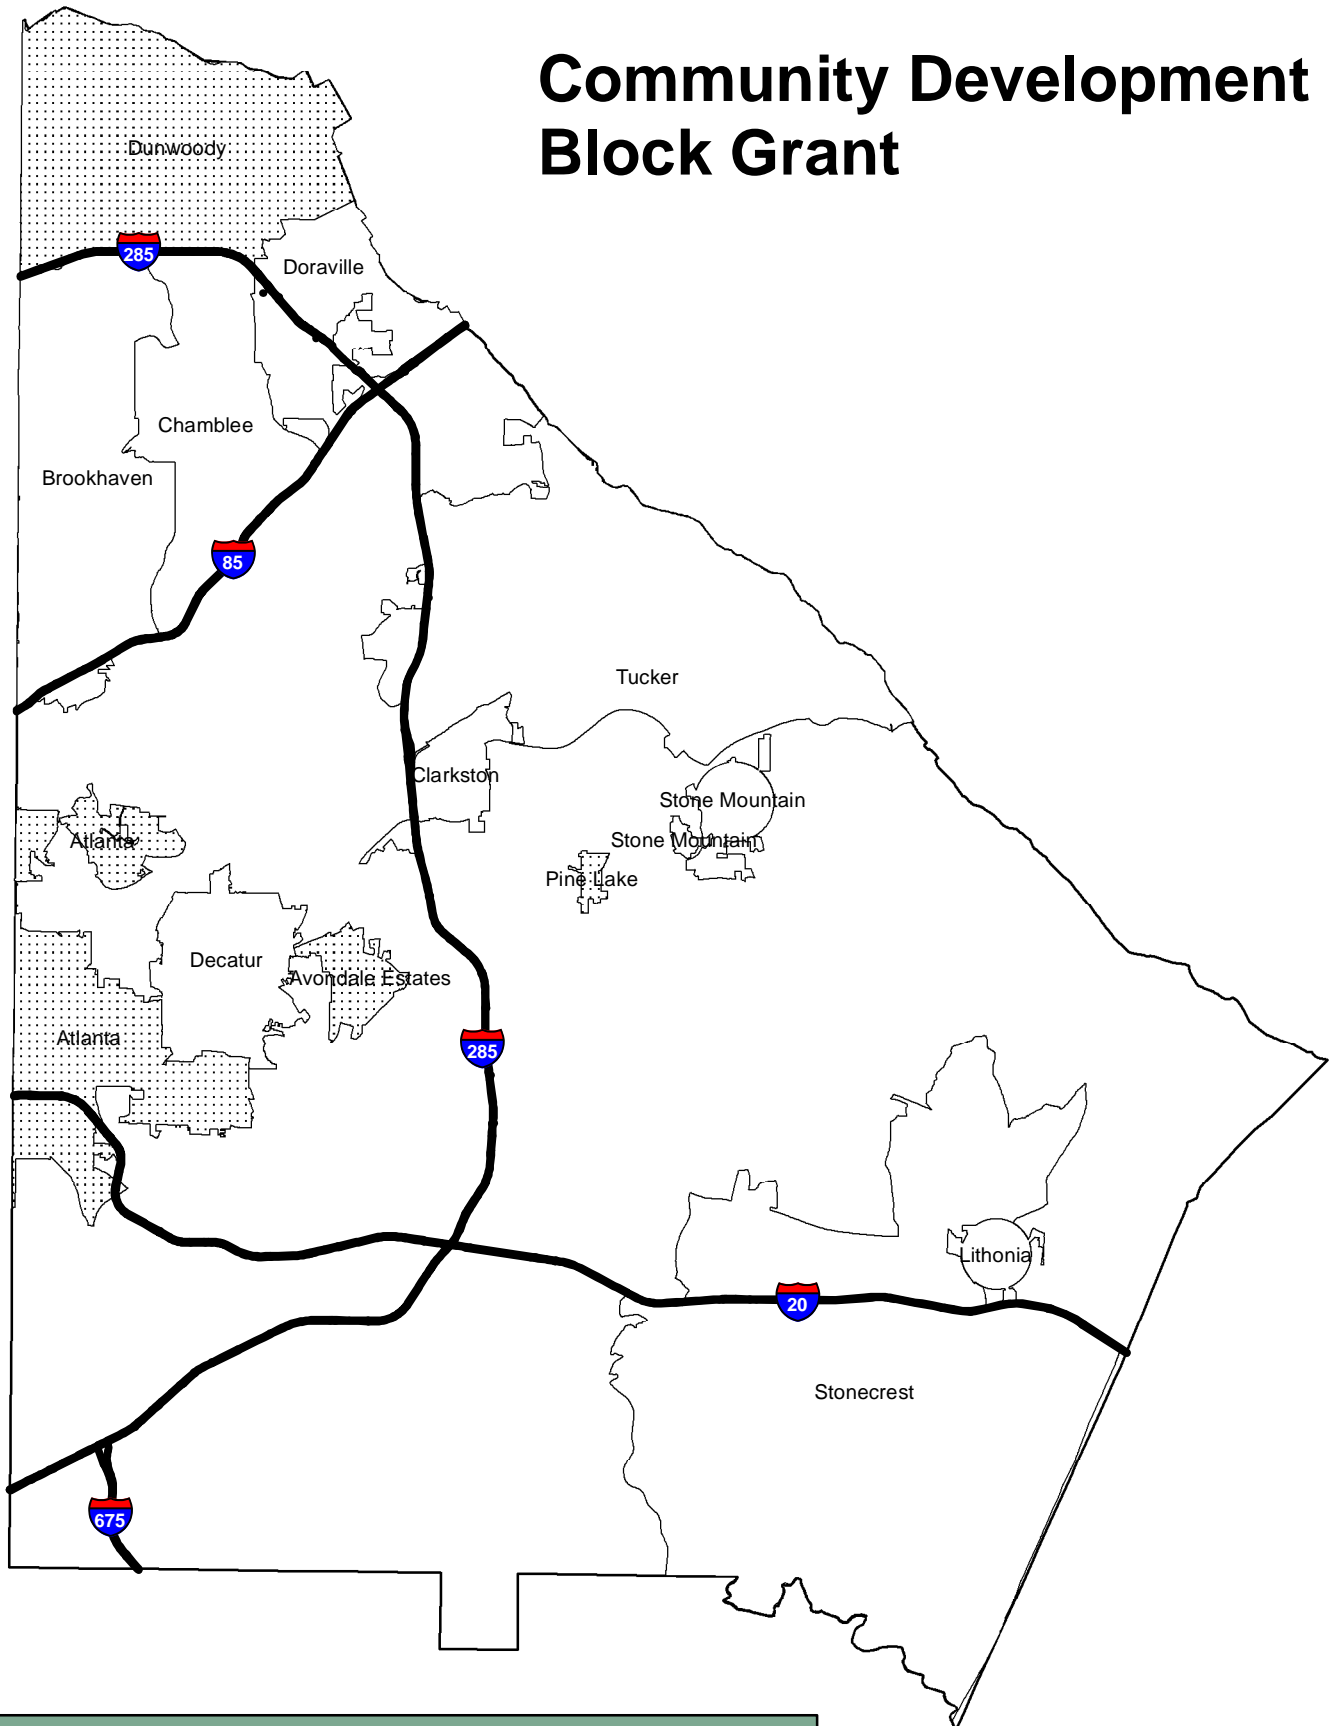 Community Development
Block Grant
Dunwoody
285
Doraville
Chamblee
Brookhaven
85
Tucker
Clarkston
Stone Mountain
Atlanta
Stone Mountain
Pine Lake
Decatur
Avondale Estates
Atlanta
285
Lithonia
20
Stonecrest
675